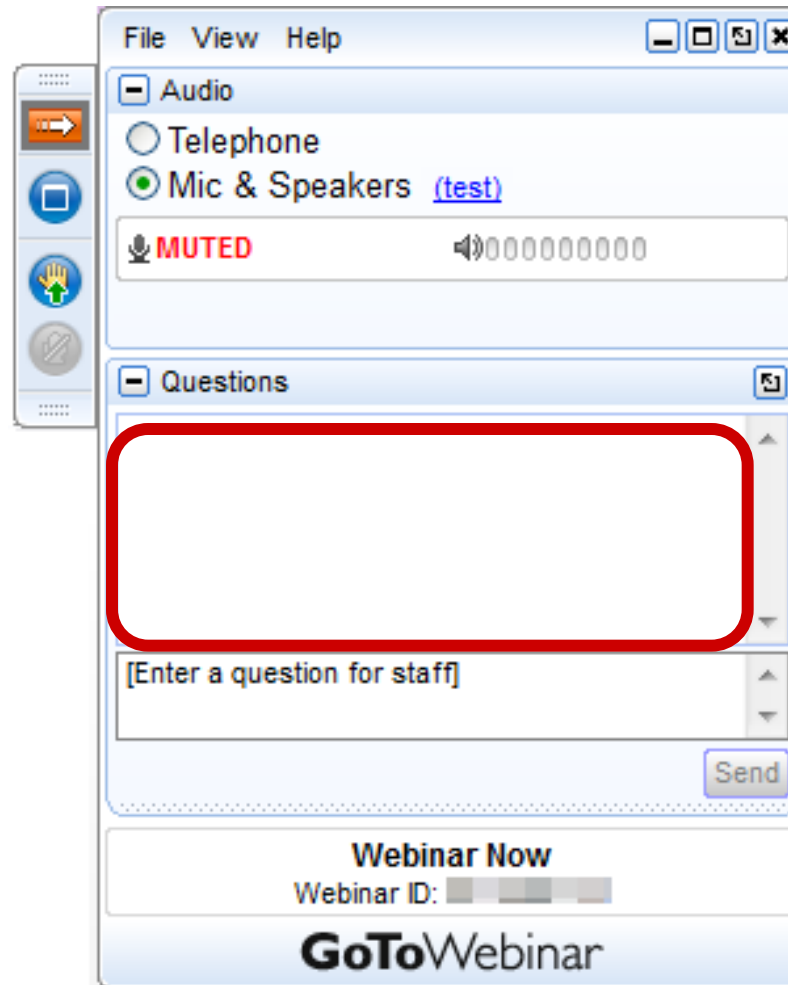 File View Help
Audio
Telephone
Mic & Speakers (test)
MUTED 000000000
Questions
[Enter a question for staff]
Send
Webinar Now
Webinar ID:
GoToWebinar